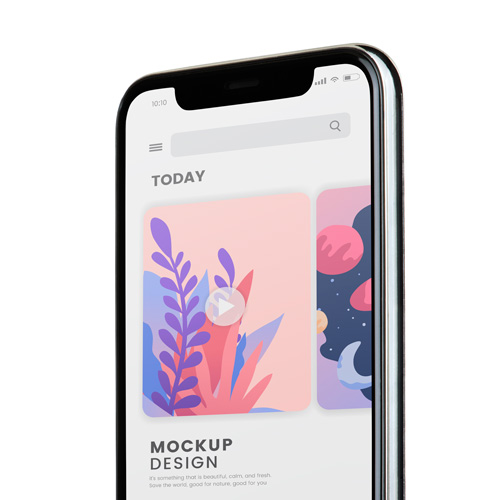 10:10
TODAY
MOCKUP
DESIGN
It's something that is beautiful, calm, and fresh.
Save the world, good for nature, good for you